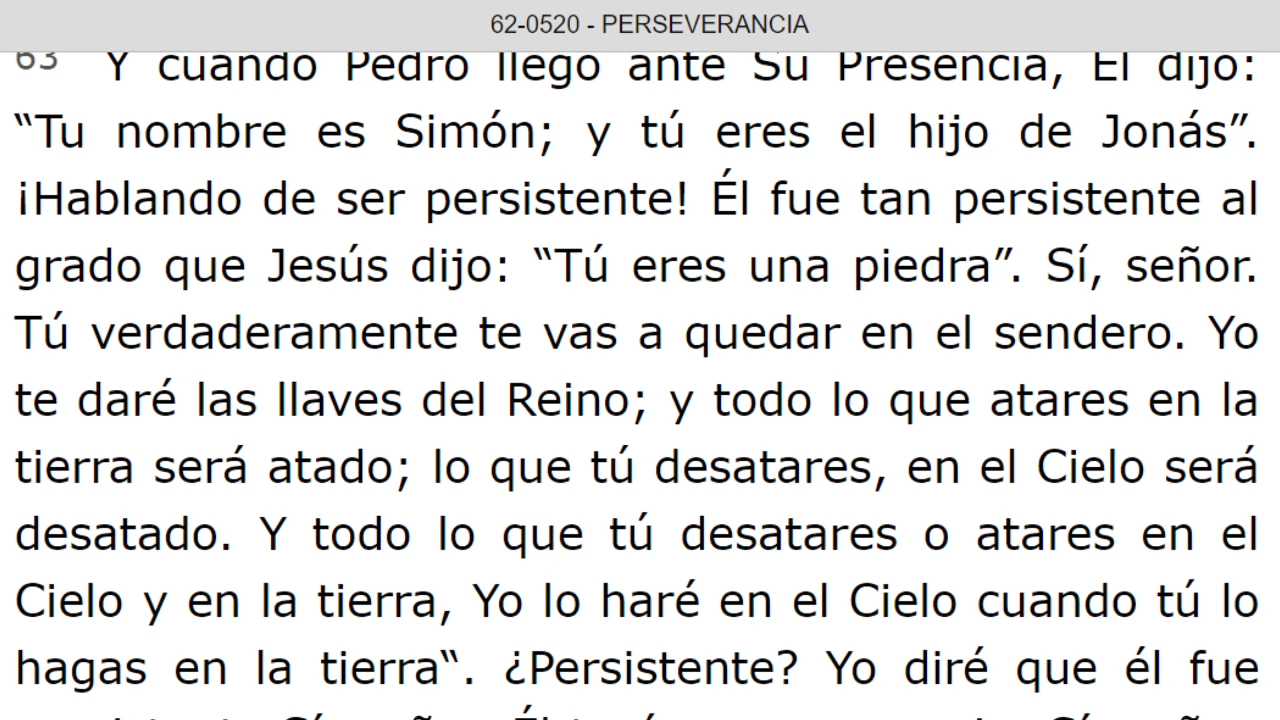 62-0520 - PERSEVERANCIA
63 Y cuando Pedro llegó ante Su Presencia, Él dijo:
“Tu nombre es Simón; y tú eres el hijo de Jonás”.
¡Hablando de ser persistente! Él fue tan persistente al
grado que Jesús dijo: “Tú eres una piedra”. Sí, señor.
Tú verdaderamente te vas a quedar en el sendero. Yo
te daré las llaves del Reino; y todo lo que atares en la
tierra será atado; lo que tú desatares, en el Cielo será
desatado. Y todo lo que tú desatares o atares en el
Cielo y en la tierra, Yo lo haré en el Cielo cuando tú lo
hagas en la tierra“. ¿Persistente? Yo diré que él fue